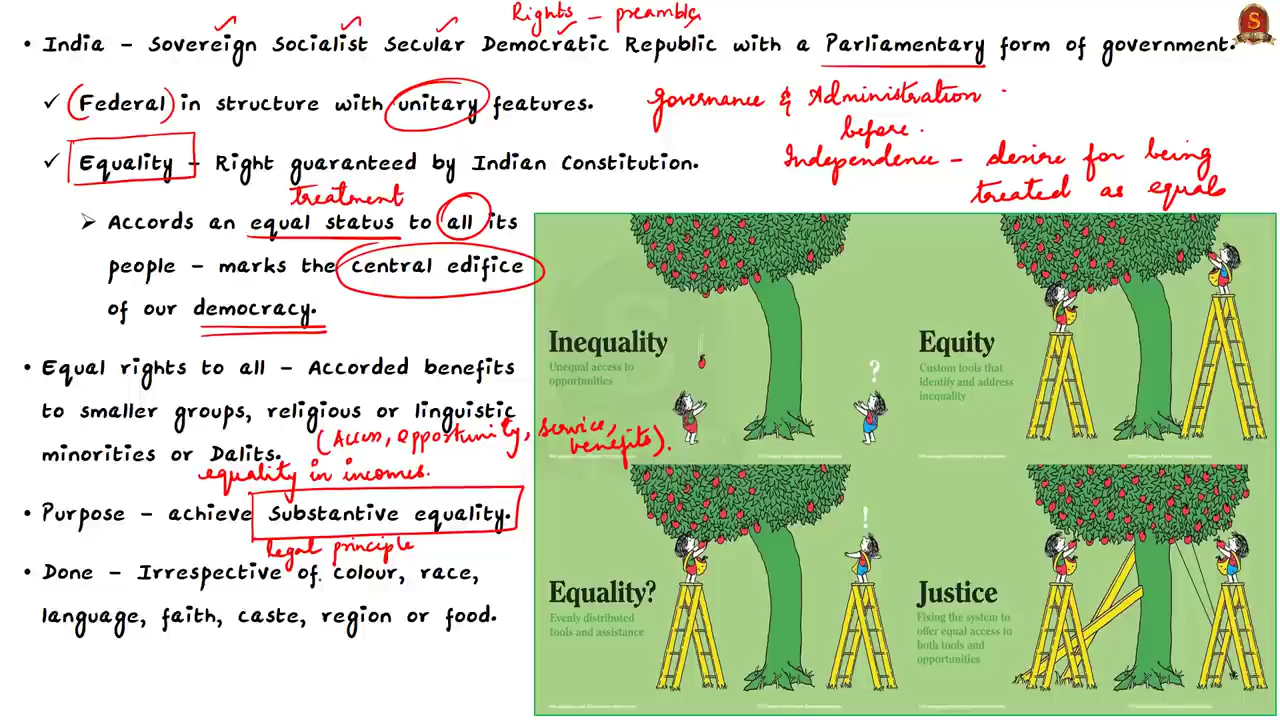 Rights - preamble
• India - Sovereign Socialist Secular Democratic Republic with a Parliamentary form of government.
✓ (Federal) in structure with unitary features.
Governance & Administration
before.
✓ Equality - Right guaranteed by Indian Constitution.
Independence - desire for being
treated as equals
treatment
➢ Accords an equal status to all its
people - marks the central edifice
of our democracy.
• Equal rights to all - Accorded benefits
to smaller groups, religious or linguistic
minorities or Dalits.
(Access, opportunity, service,
benefits).
equality in incomes.
• Purpose - achieve substantive equality.
legal principle
• Done - Irrespective of colour, race,
language, faith, caste, region or food.
Inequality
Unequal access to
opportunities
?
Equity
Custom tools that
identify and address
inequality
Equality?
Evenly distributed
tools and assistance
!
Justice
Fixing the system to
offer equal access to
both tools and
opportunities
S